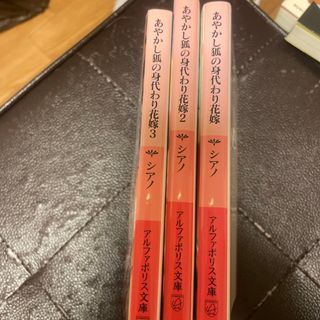 あやかし狐の身代わり花嫁3 シアノ アルファポリス文庫
あやかし狐の身代わり花嫁2 シアノ アルファポリス文庫
あやかし狐の身代わり花嫁 シアノ アルファポリス文庫